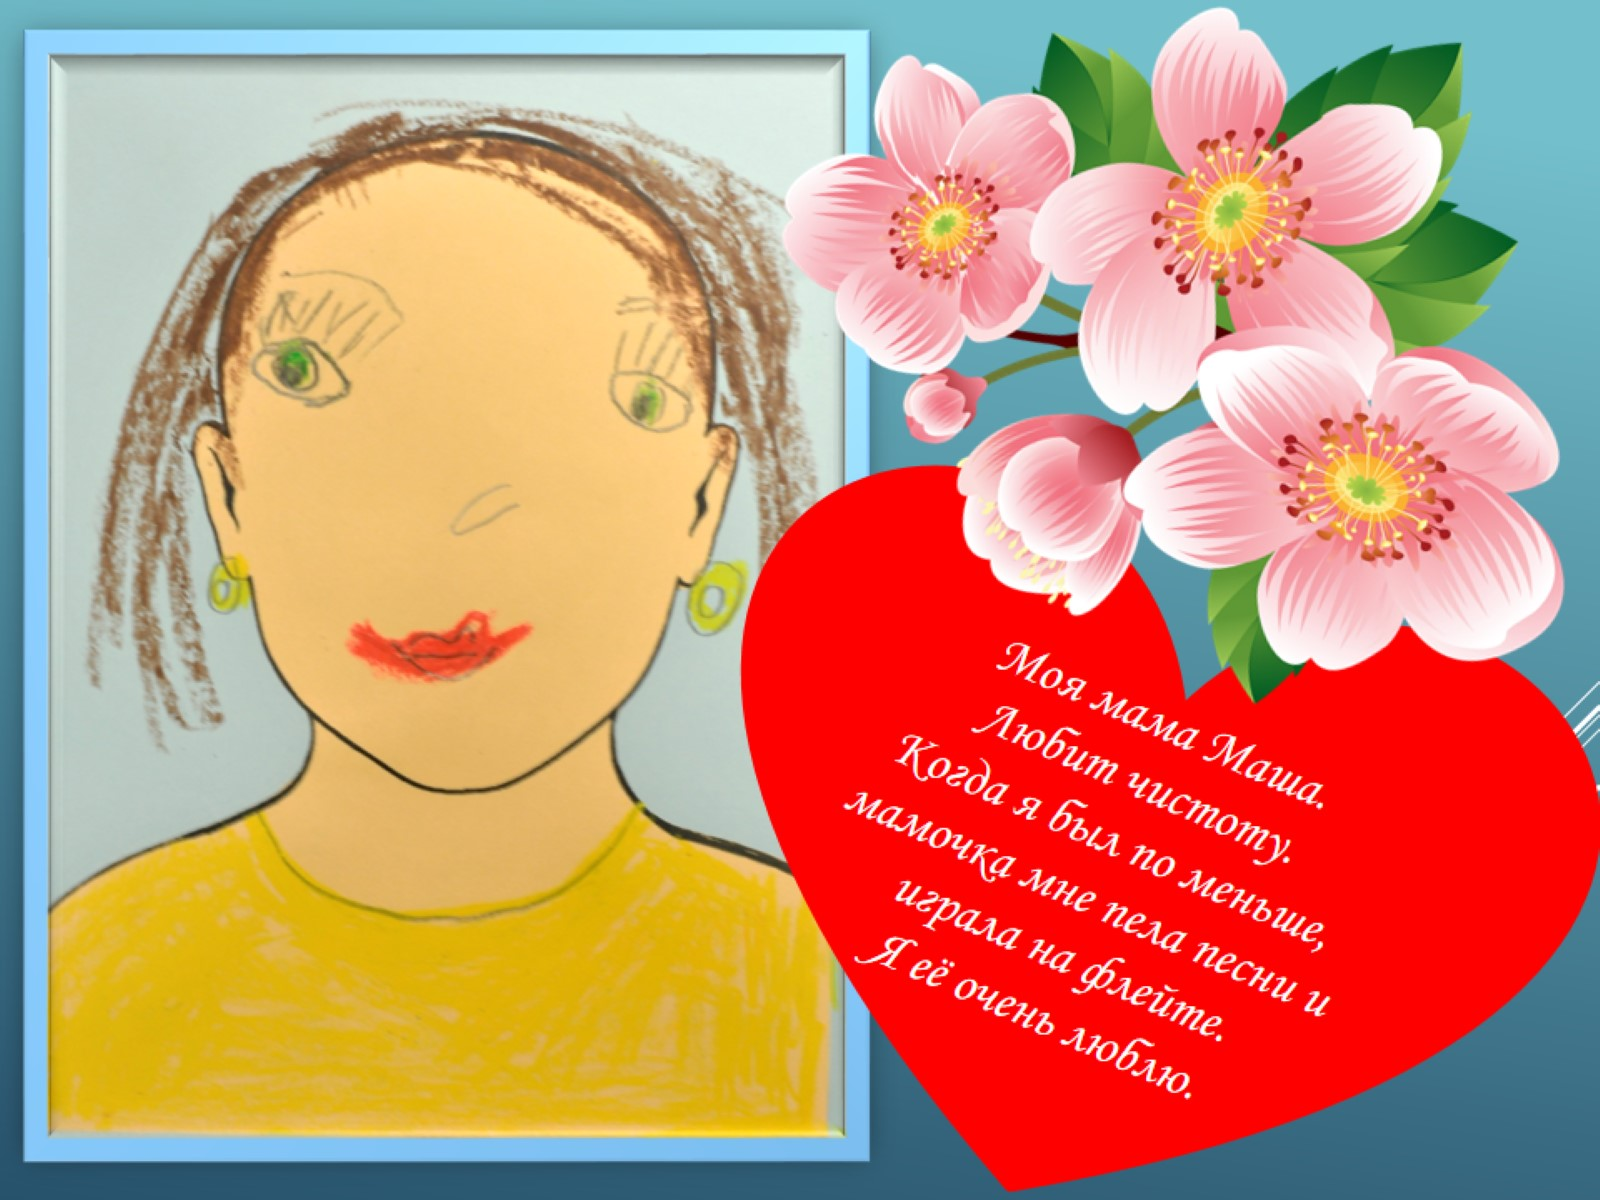 Моя мама Маша.
Любит чистоту.
Когда я был по меньше,
мамочка мне пела песни и
играла на флейте.
Я её очень люблю.